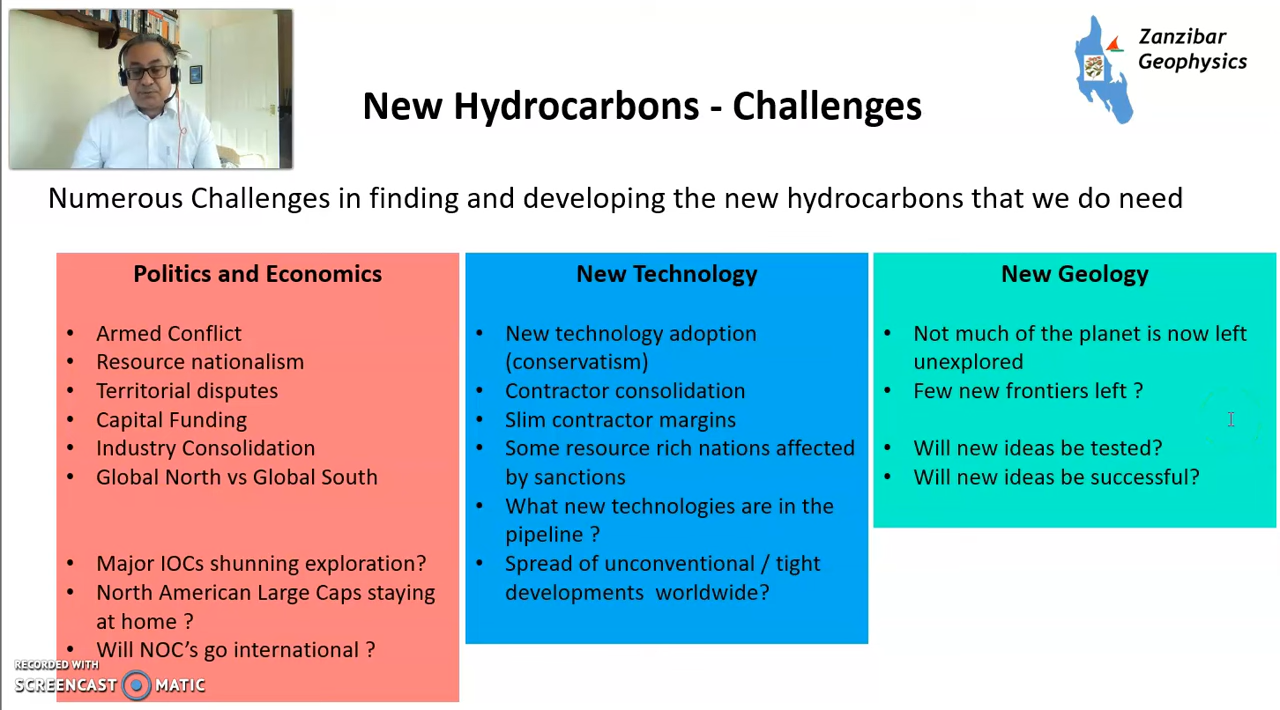 Zanzibar
Geophysics
New Hydrocarbons - Challenges
Numerous Challenges in finding and developing the new hydrocarbons that we do need
Politics and Economics
• Armed Conflict
• Resource nationalism
• Territorial disputes
• Capital Funding
• Industry Consolidation
• Global North vs Global South
• Major IOCs shunning exploration?
• North American Large Caps staying
at home ?
• Will NOC’s go international ?
New Technology
• New technology adoption
(conservatism)
• Contractor consolidation
• Slim contractor margins
• Some resource rich nations affected
by sanctions
• What new technologies are in the
pipeline ?
• Spread of unconventional / tight
developments  worldwide?
New Geology
• Not much of the planet is now left
unexplored
• Few new frontiers left ?
• Will new ideas be tested?
• Will new ideas be successful?
RECORDED WITH
SCREENCAST MATIC